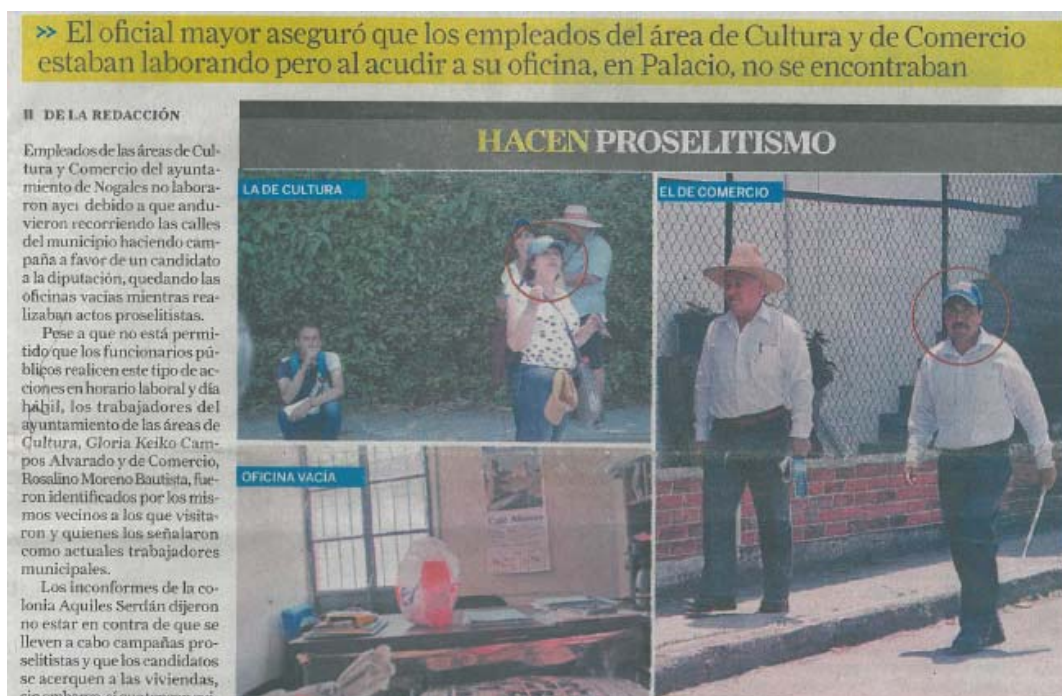 >> El oficial mayor aseguró que los empleados del área de Cultura y de Comercio
estaban laborando pero al acudir a su oficina, en Palacio, no se encontraban
DE LA REDACCIÓN
Empleados de las áreas de Cul-
tura y Comercio del ayunta-
miento de Nogales no labora-
ron ayer debido a que andu-
vieron recorriendo las calles
del municipio haciendo cam-
paña a favor de un candidato
a la diputación, quedando las
oficinas vacías mientras rea-
lizaban actos proselitistas.
Pese a que no está permi-
tido que los funcionarios pú-
blicos realicen este tipo de ac-
ciones en horario laboral y día
hábil, los trabajadores del
ayuntamiento de las áreas de
Cultura, Gloria Keiko Cam-
pos Alvarado y de Comercio,
Rosalino Moreno Bautista, fue-
ron identificados por los mis-
mos vecinos a los que visita-
ron y quienes los señalaron
como actuales trabajadores
municipales.
Los inconformes de la co-
lonia Aquiles Serdán dijeron
no estar en contra de que se
lleven a cabo campañas pro-
selitistas y que los candidatos
se acerquen a las viviendas,
HACEN PROSELITISMO
LA DE CULTURA
EL DE COMERCIO
OFICINA VACÍA